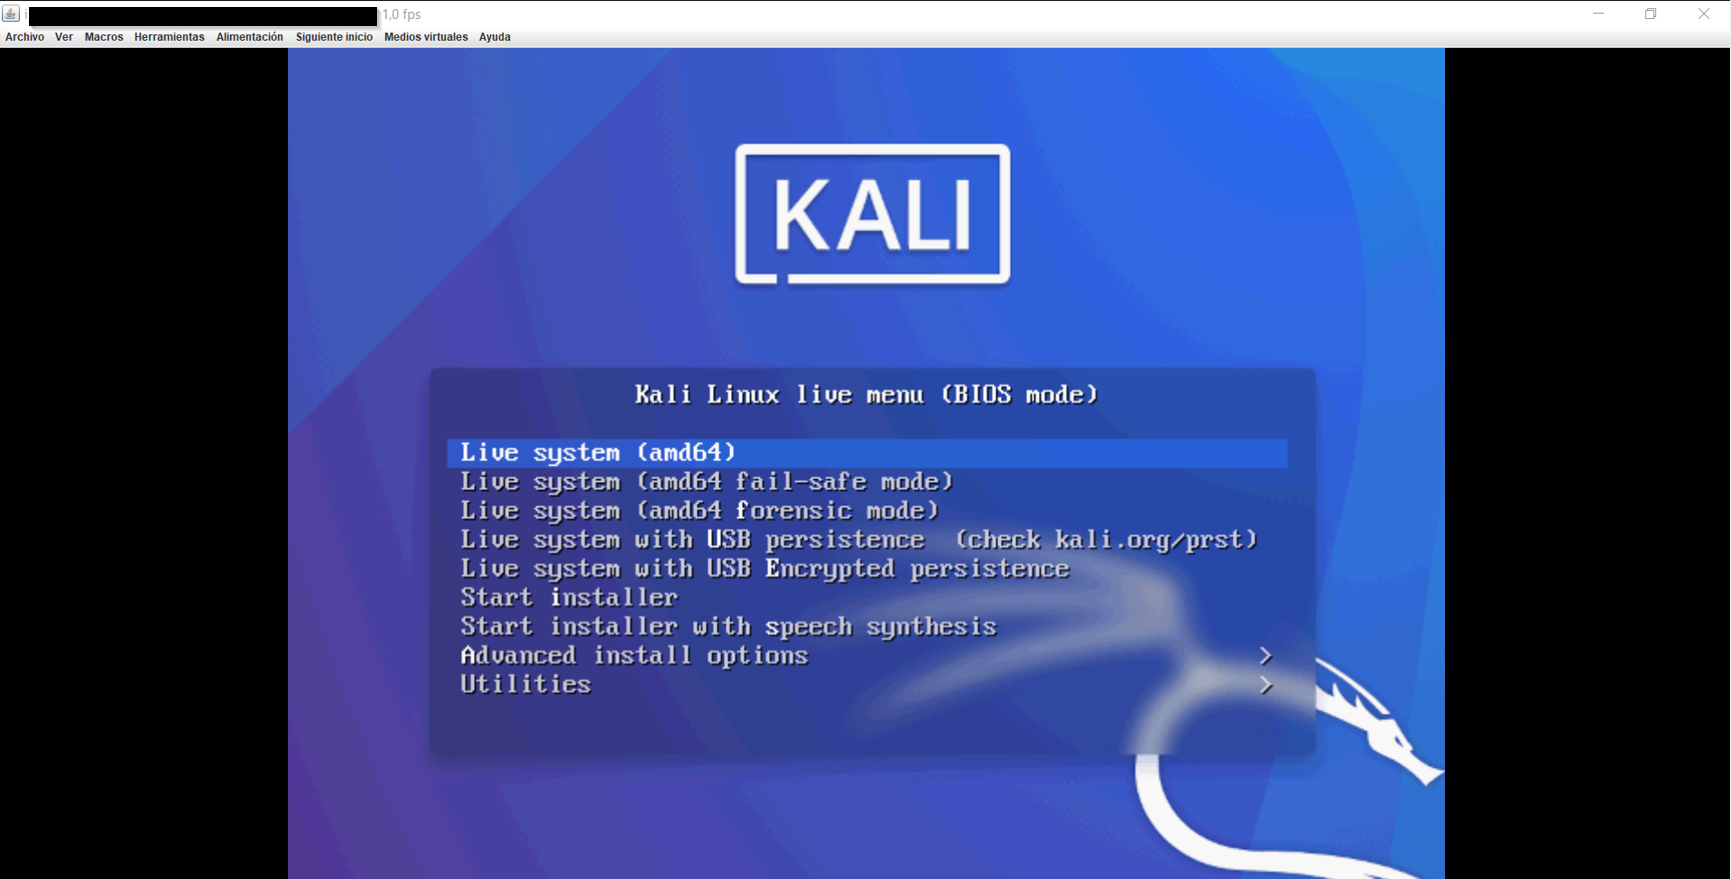 1,0 fps
Archivo Ver Macros Herramientas Alimentación Siguiente inicio Medios virtuales Ayuda
KALI
Kali Linux live menu (BIOS mode)
Live system (amd64)
Live system (amd64 fail-safe mode)
Live system (amd64 forensic mode)
Live system with USB persistence (check kali.org/prst)
Live system with USB Encrypted persistence
Start installer
Start installer with speech synthesis
Advanced install options >
Utilities >